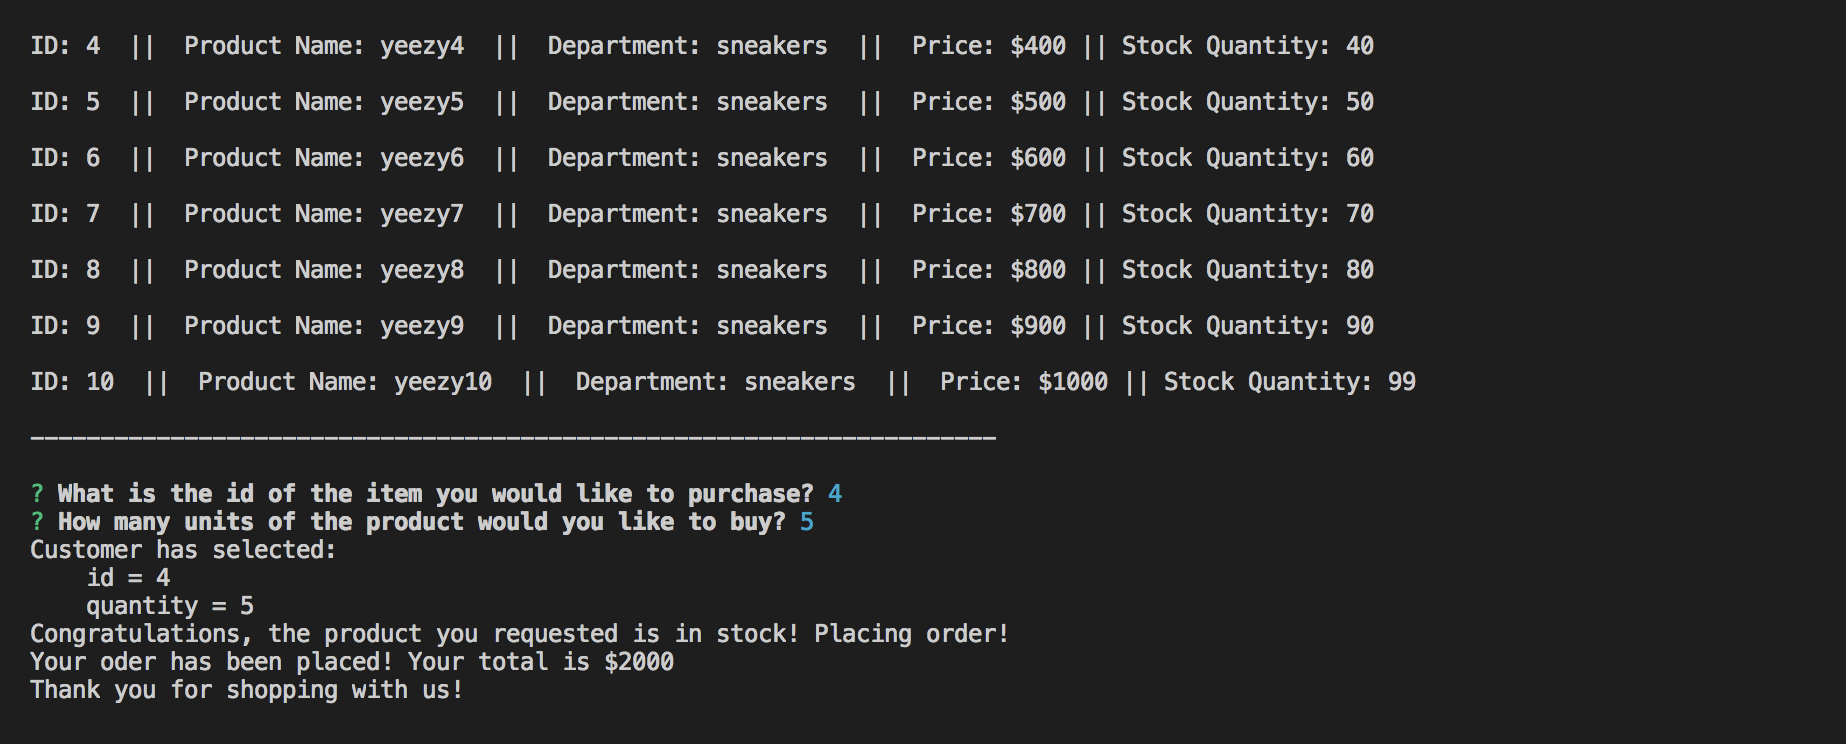 ID: 4  ||  Product Name: yeezy4  ||  Department: sneakers  ||  Price: $400 || Stock Quantity: 40
ID: 5  ||  Product Name: yeezy5  ||  Department: sneakers  ||  Price: $500 || Stock Quantity: 50
ID: 6  ||  Product Name: yeezy6  ||  Department: sneakers  ||  Price: $600 || Stock Quantity: 60
ID: 7  ||  Product Name: yeezy7  ||  Department: sneakers  ||  Price: $700 || Stock Quantity: 70
ID: 8  ||  Product Name: yeezy8  ||  Department: sneakers  ||  Price: $800 || Stock Quantity: 80
ID: 9  ||  Product Name: yeezy9  ||  Department: sneakers  ||  Price: $900 || Stock Quantity: 90
ID: 10  ||  Product Name: yeezy10  ||  Department: sneakers  ||  Price: $1000 || Stock Quantity: 99
---------------------------------------------------------------------
? What is the id of the item you would like to purchase? 4
? How many units of the product would you like to buy? 5
Customer has selected:
    id = 4
    quantity = 5
Congratulations, the product you requested is in stock! Placing order!
Your oder has been placed! Your total is $2000
Thank you for shopping with us!